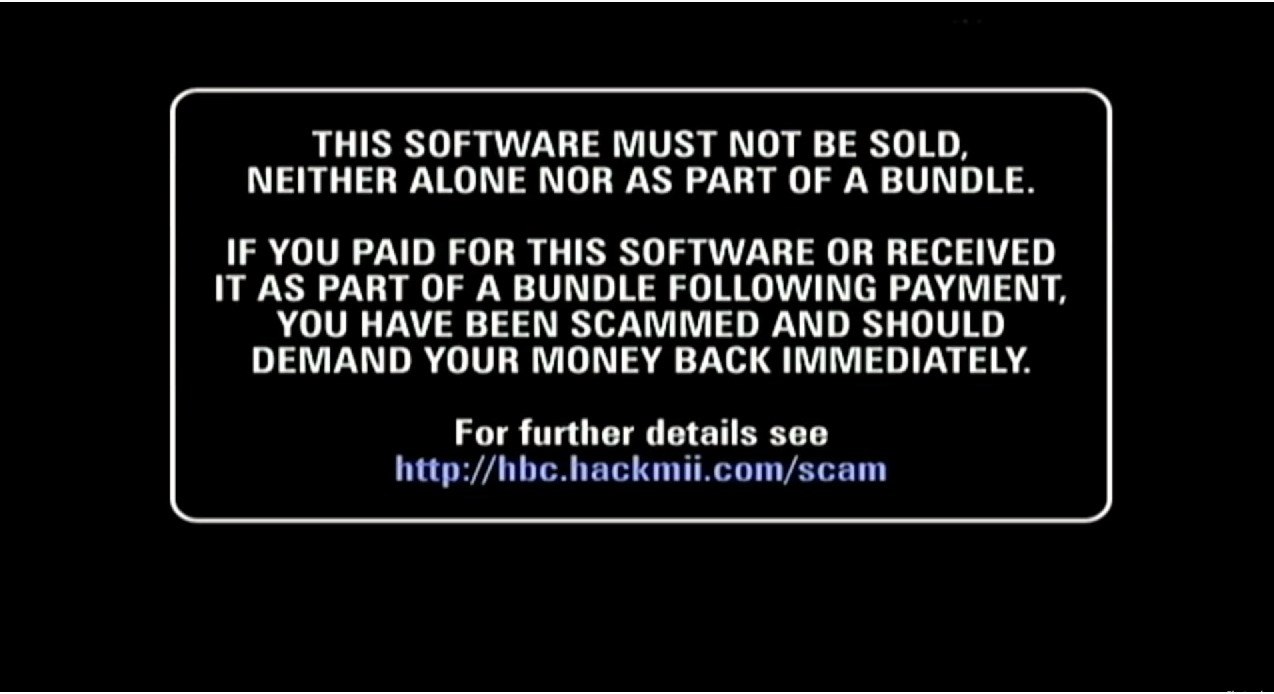 THIS SOFTWARE MUST NOT BE SOLD,
NEITHER ALONE NOR AS PART OF A BUNDLE.
IF YOU PAID FOR THIS SOFTWARE OR RECEIVED
IT AS PART OF A BUNDLE FOLLOWING PAYMENT,
YOU HAVE BEEN SCAMMED AND SHOULD
DEMAND YOUR MONEY BACK IMMEDIATELY.
For further details see
http://hbc.hackmii.com/scam